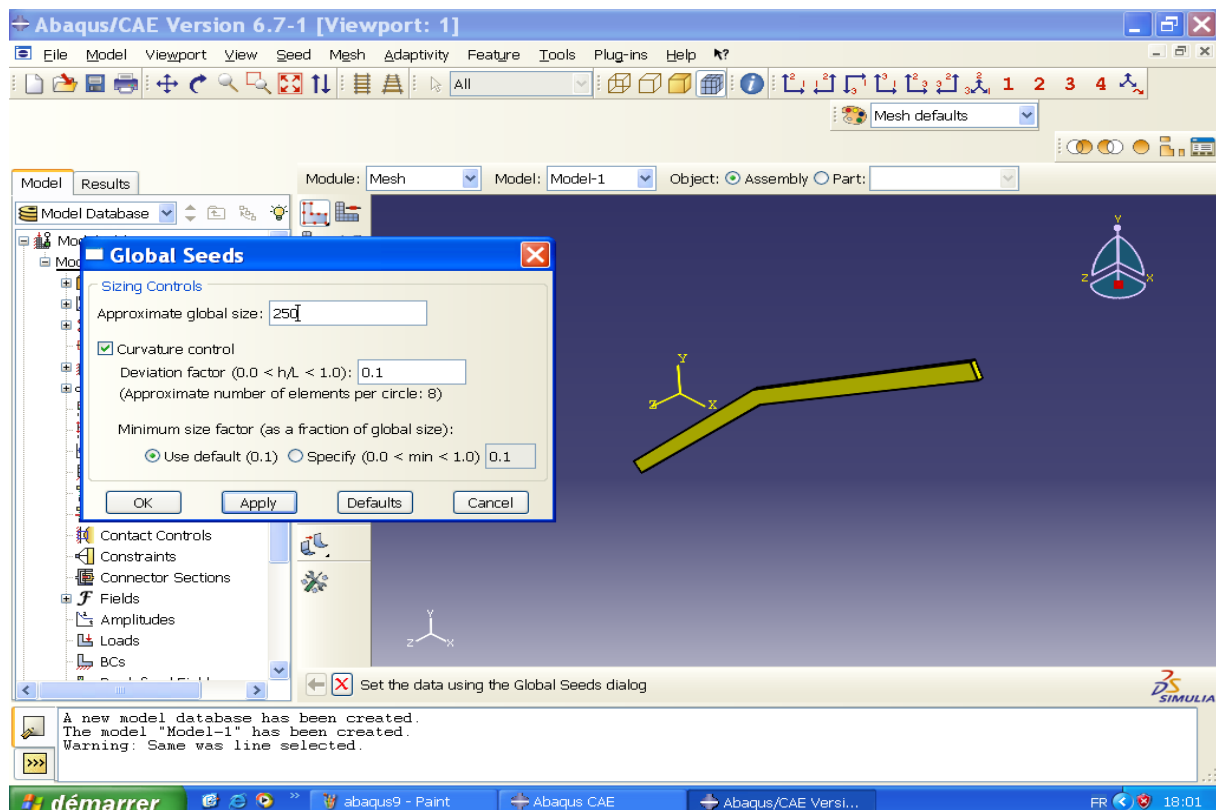 Abaqus/CAE Version 6.7-1 [Viewport: 1]
File Model Viewport View Seed Mesh Adaptivity Feature Tools Plug-ins Help
All
1 2 3 4
Mesh defaults
Model Results
Module: Mesh Model: Model-1 Object: Assembly Part:
Model Database
Global Seeds
Sizing Controls
Approximate global size: 250
Curvature control
Deviation factor (0.0 < h/L < 1.0): 0.1
(Approximate number of elements per circle: 8)
Minimum size factor (as a fraction of global size):
Use default (0.1) Specify (0.0 < min < 1.0) 0.1
OK Apply Defaults Cancel
Y
Z X
Y
Z X
Y
Z X
Contact Controls
Constraints
Connector Sections
Fields
Amplitudes
Loads
BCs
Set the data using the Global Seeds dialog
SIMULIA
A new model database has been created.
The model "Model-1" has been created.
Warning: Same was line selected.
>>>
démarrer abaqus9 - Paint Abaqus CAE Abaqus/CAE Versi... FR 18:01